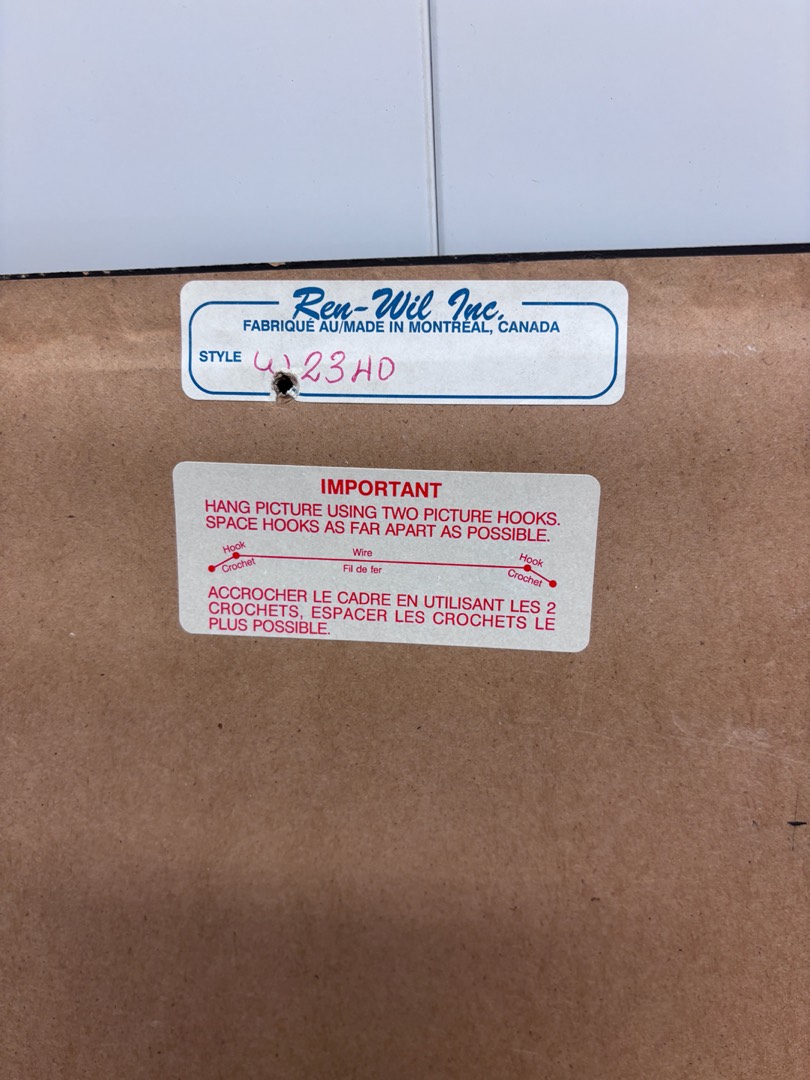 Ren-Wil Inc.
FABRIQUÉ AU/MADE IN MONTRÉAL, CANADA
STYLE W 2340
IMPORTANT
HANG PICTURE USING TWO PICTURE HOOKS.
SPACE HOOKS AS FAR APART AS POSSIBLE.
Hook Wire Hook
Crochet Fil de fer Crochet
ACCROCHER LE CADRE EN UTILISANT LES 2
CROCHETS, ESPACER LES CROCHETS LE
PLUS POSSIBLE.